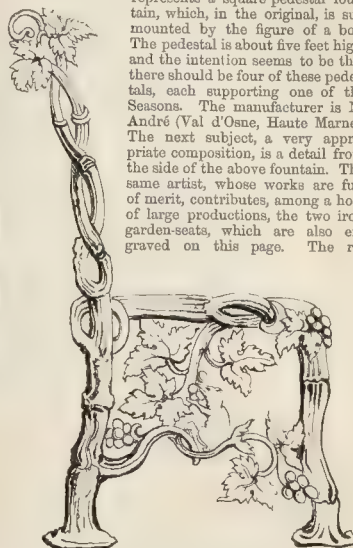 represents a square pedestal foun-
tain, which, in the original, is sur-
mounted by the figure of a boy.
The pedestal is about five feet high,
and the intention seems to be that
there should be four of these pedes-
tals, each supporting one of the
Seasons. The manufacturer is M.
André (Val d'Osne, Haute Marne).
The next subject, a very appro-
priate composition, is a detail from
the side of the above fountain. The
same artist, whose works are full
of merit, contributes, among a host
of large productions, the two iron
garden-seats, which are also en-
graved on this page. The r